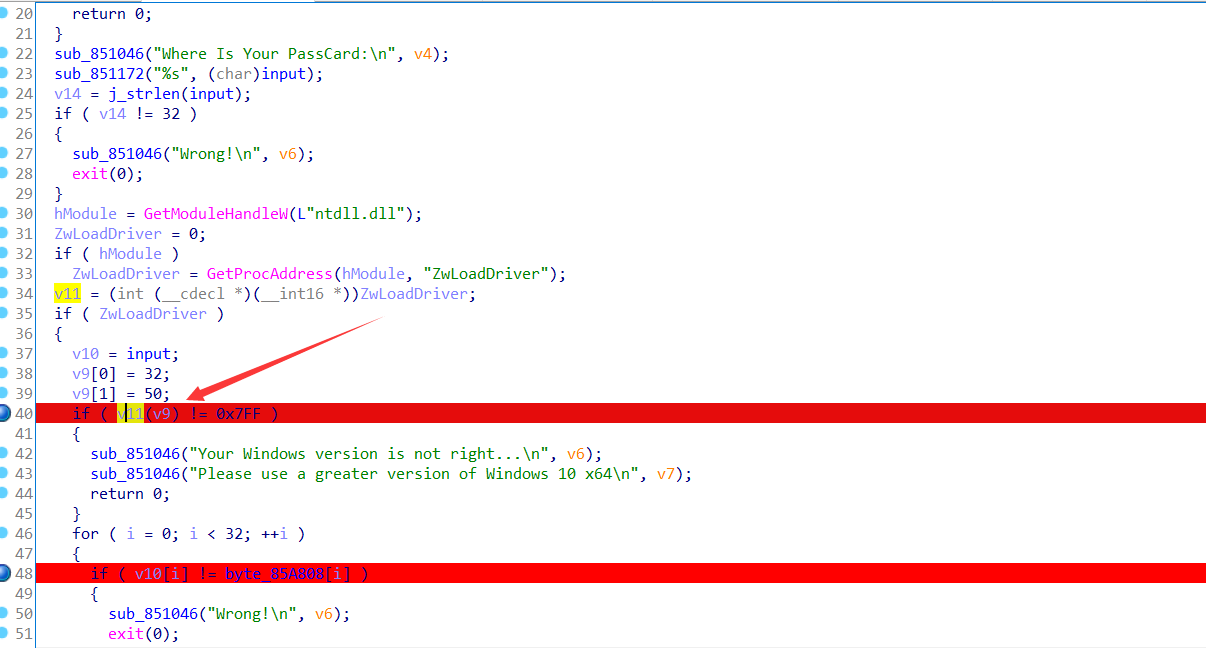 20 return 0;
21 }
22 sub_851046("Where Is Your PassCard:\n", v4);
23 sub_851172("%s", (char)input);
24 v14 = j_strlen(input);
25 if ( v14 != 32 )
26 {
27 sub_851046("Wrong!\n", v6);
28 exit(0);
29 }
30 hModule = GetModuleHandleW(L"ntdll.dll");
31 ZwLoadDriver = 0;
32 if ( hModule )
33 ZwLoadDriver = GetProcAddress(hModule, "ZwLoadDriver");
34 v11 = (int (__cdecl *)(__int16 *))ZwLoadDriver;
35 if ( ZwLoadDriver )
36 {
37 v10 = input;
38 v9[0] = 32;
39 v9[1] = 50;
40 if ( v11(v9) != 0x7FF )
41 {
42 sub_851046("Your Windows version is not right...\n", v6);
43 sub_851046("Please use a greater version of Windows 10 x64\n", v7);
44 return 0;
45 }
46 for ( i = 0; i < 32; ++i )
47 {
48 if ( v10[i] != byte_85A808[i] )
49 {
50 sub_851046("Wrong!\n", v6);
51 exit(0);